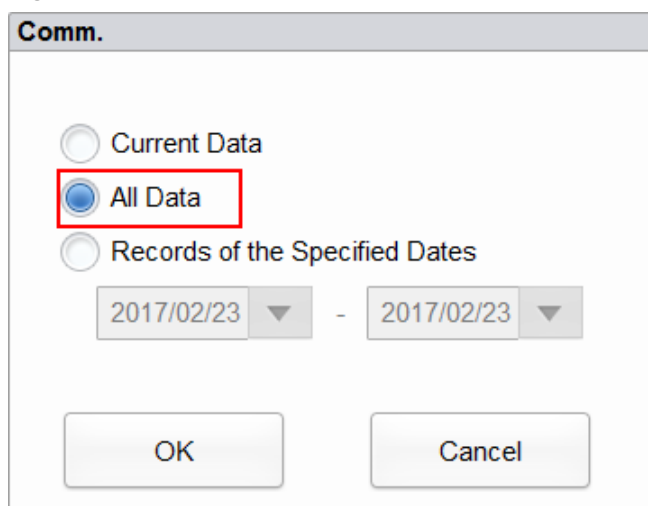 Comm.
Current Data
All Data
Records of the Specified Dates
2017/02/23 - 2017/02/23
OK Cancel